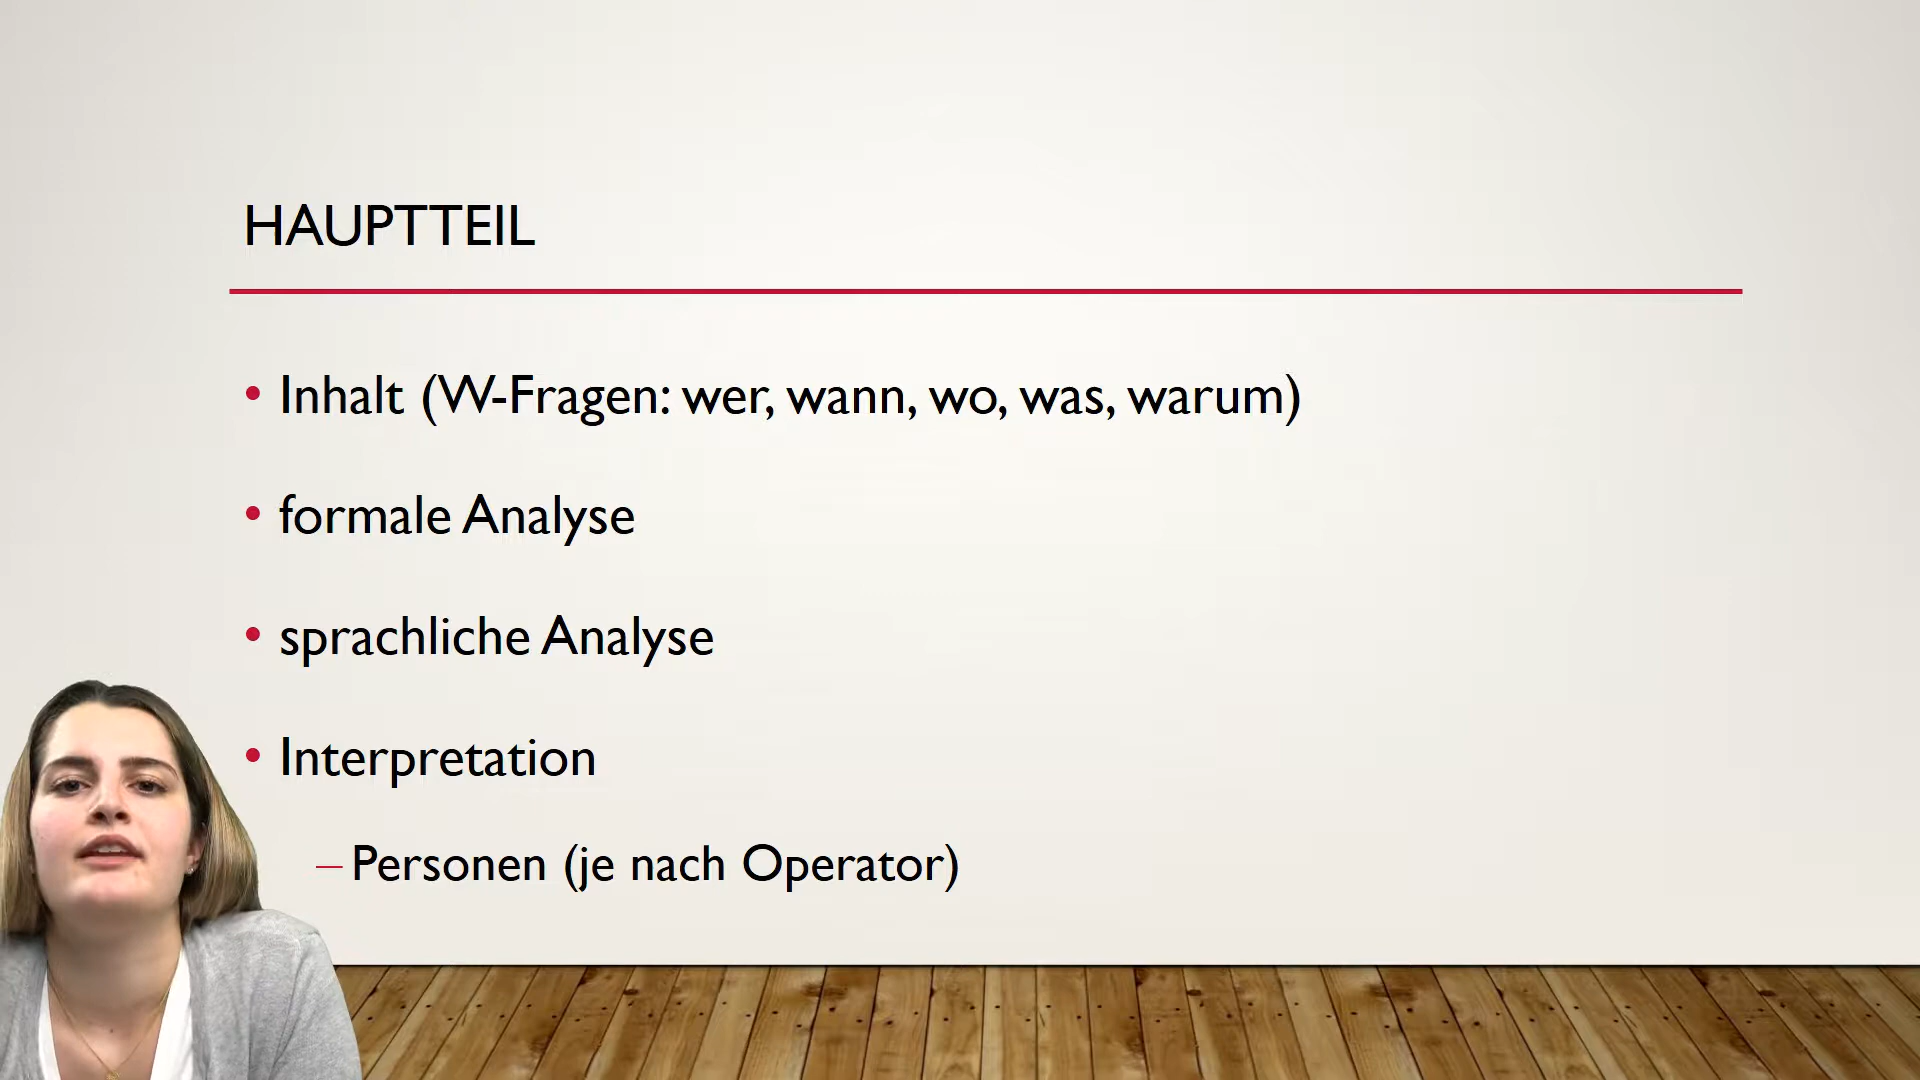 HAUPTTEIL
• Inhalt (W-Fragen: wer, wann, wo, was, warum)
• formale Analyse
• sprachliche Analyse
• Interpretation
– Personen (je nach Operator)